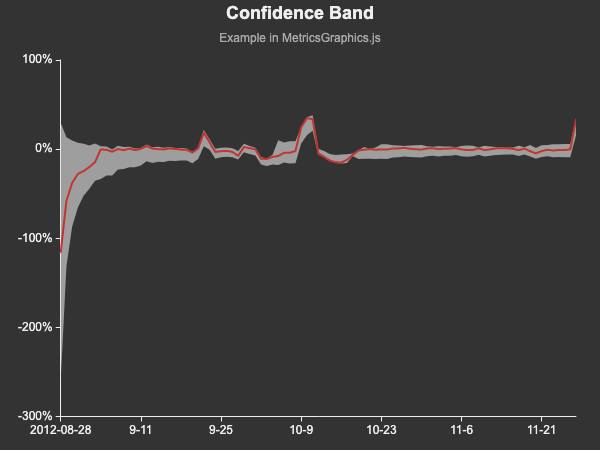 Confidence Band
Example in MetricsGraphics.js
100%
0%
-100%
-200%
-300%
2012-08-28 9-11 9-25 10-9 10-23 11-6 11-21